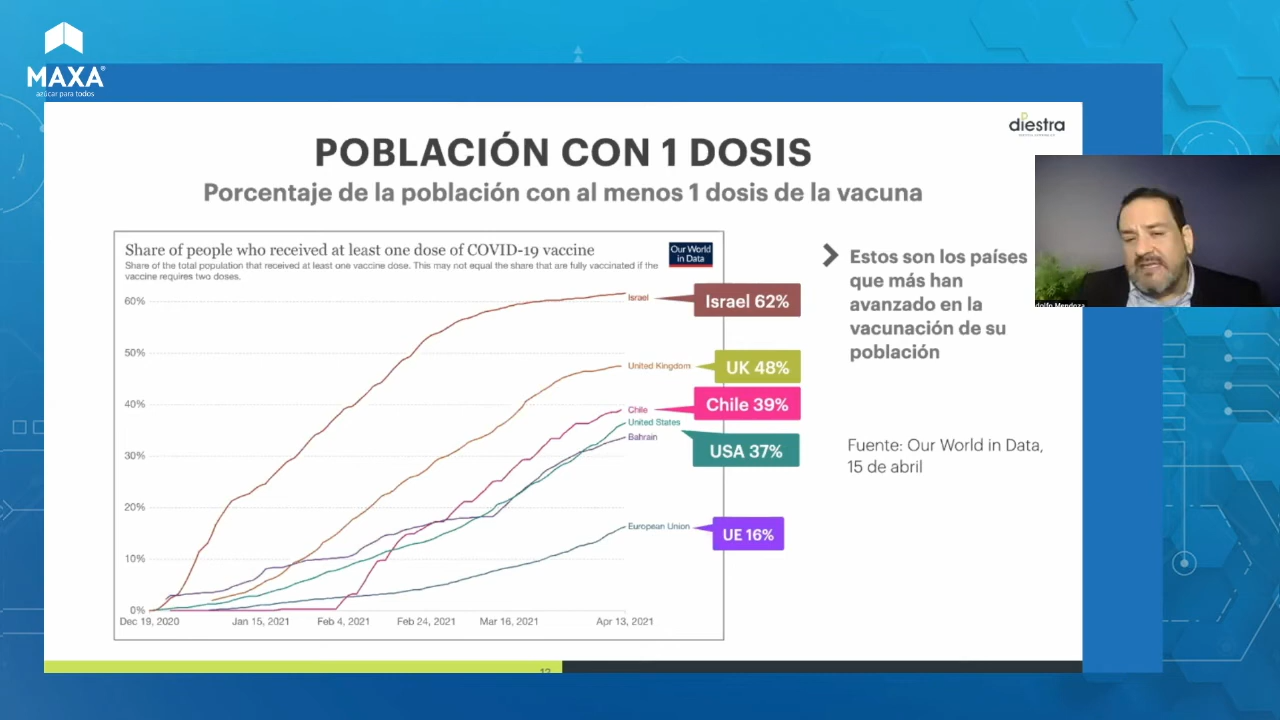 MAXA®
azúcar para todos
diestra
POBLACIÓN CON 1 DOSIS
Porcentaje de la población con al menos 1 dosis de la vacuna
Share of people who received at least one dose of COVID-19 vaccine
Share of the total population that received at least one vaccine dose. This may not equal the share that are fully vaccinated if the
vaccine requires two doses.
Our World
in Data
60%
50%
40%
30%
20%
10%
0%
Dec 19, 2020
Jan 15, 2021
Feb 4, 2021
Feb 24, 2021
Mar 16, 2021
Apr 13, 2021
Israel
United Kingdom
Chile
United States
Bahrain
European Union
Israel 62%
UK 48%
Chile 39%
USA 37%
UE 16%
Estos son los países
que más han
avanzado en la
vacunación de su
población
Fuente: Our World in Data,
15 de abril
dolfo Mendoza